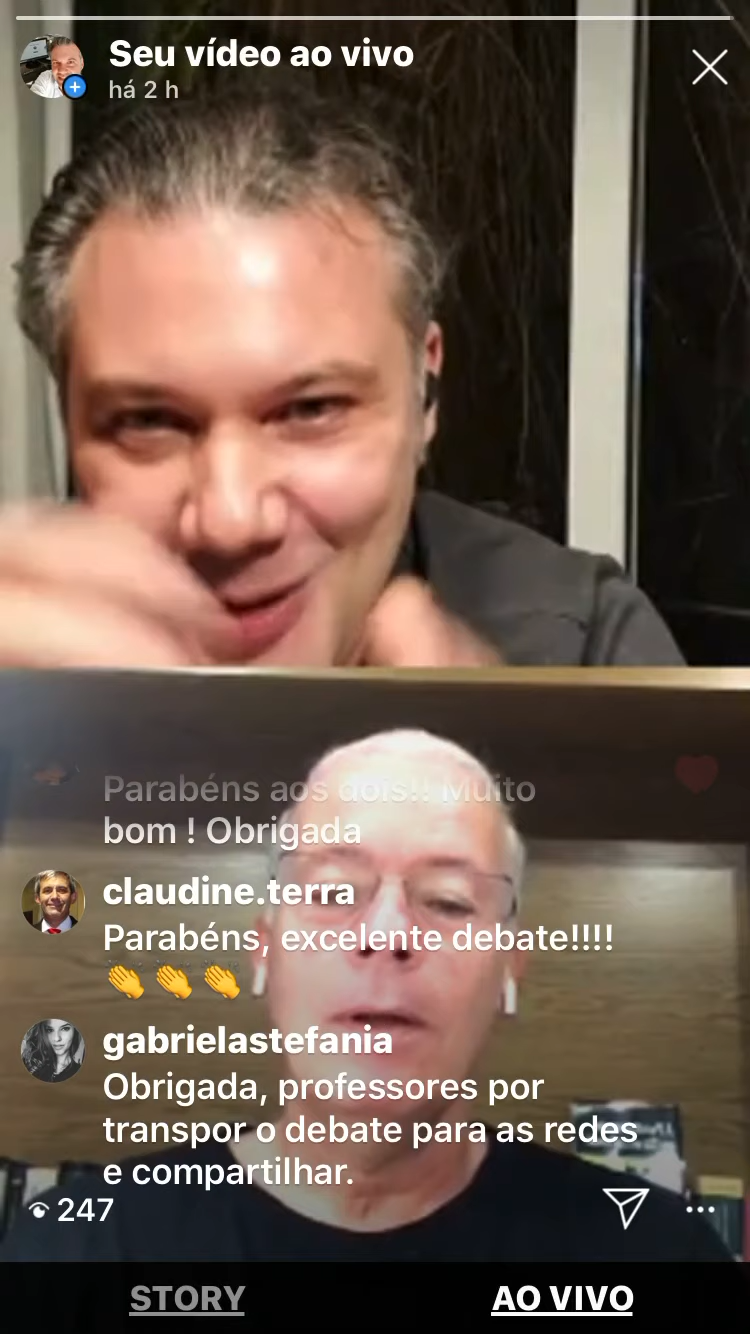 Seu vídeo ao vivo
há 2 h
Parabéns aos dois!! Muito
bom ! Obrigada
claudine.terra
Parabéns, excelente debate!!!!
👏👏👏
gabrielastefania
Obrigada, professores por
transpor o debate para as redes
e compartilhar.
247
STORY
AO VIVO